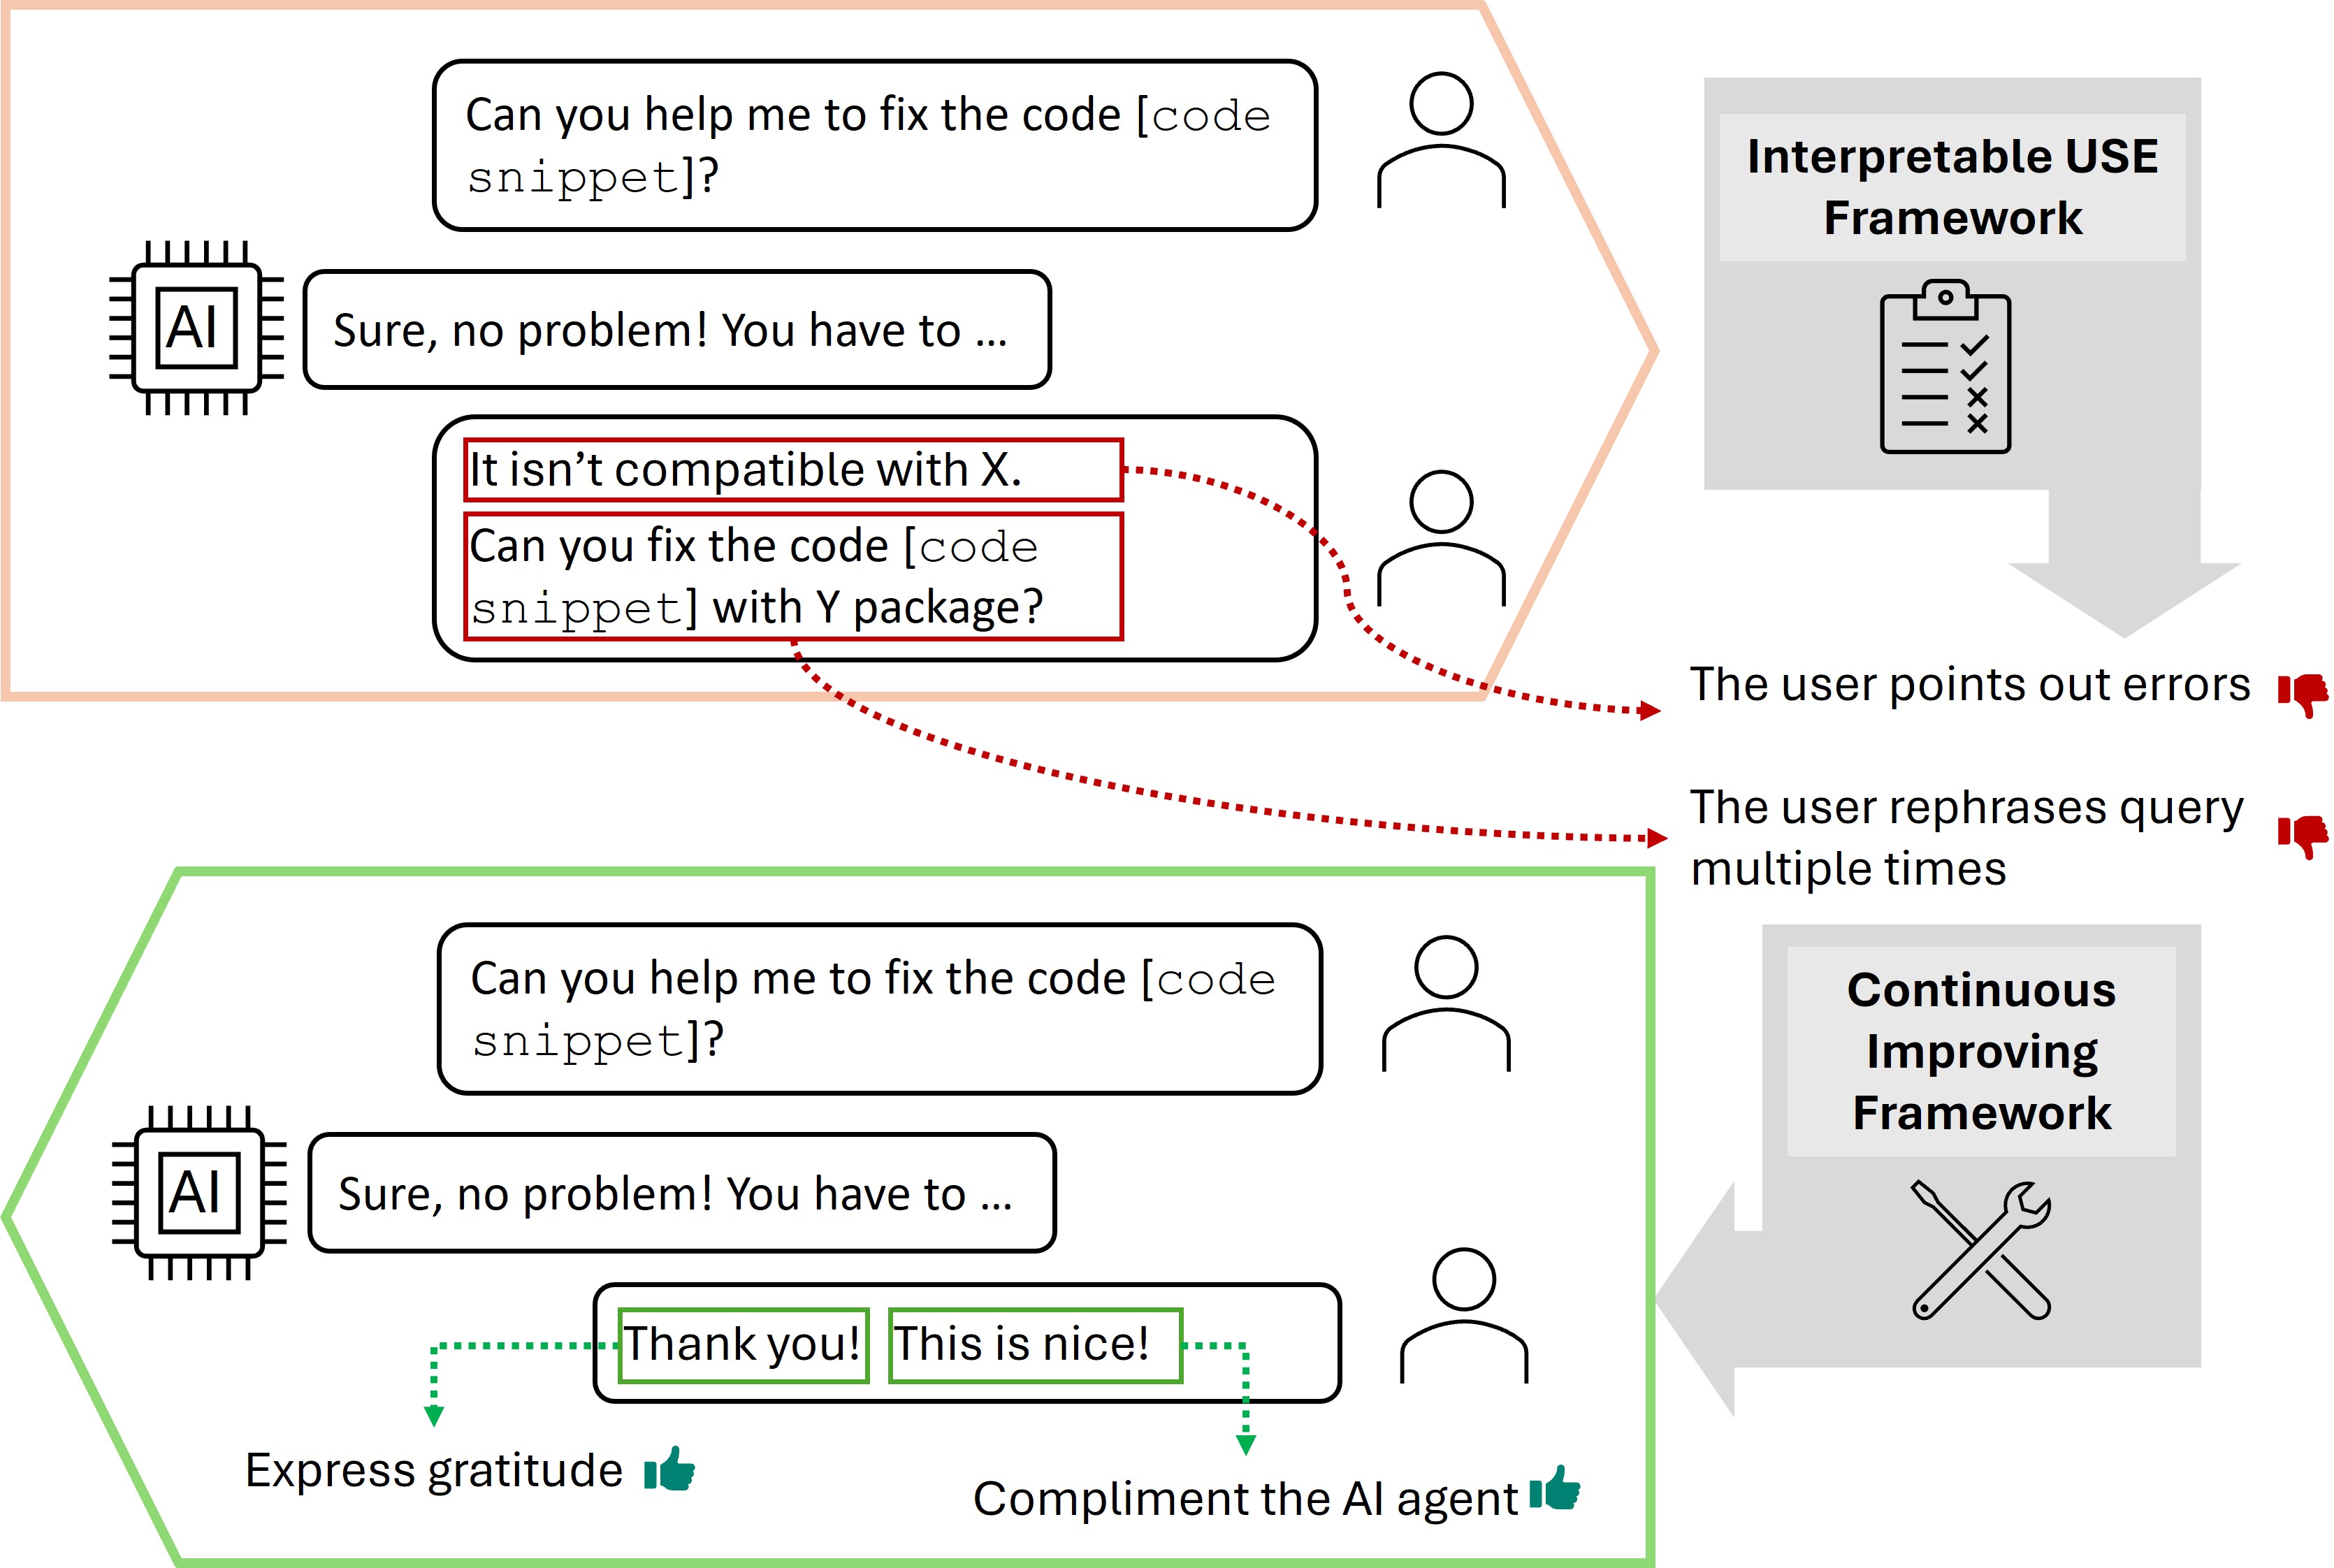 Can you help me to fix the code [code
snippet]?
Interpretable USE
Framework
AI
Sure, no problem! You have to ...
It isn’t compatible with X.
Can you fix the code [code
snippet] with Y package?
The user points out errors
The user rephrases query
multiple times
Can you help me to fix the code [code
snippet]?
Continuous
Improving
Framework
AI
Sure, no problem! You have to ...
Thank you! This is nice!
Express gratitude
Compliment the AI agent